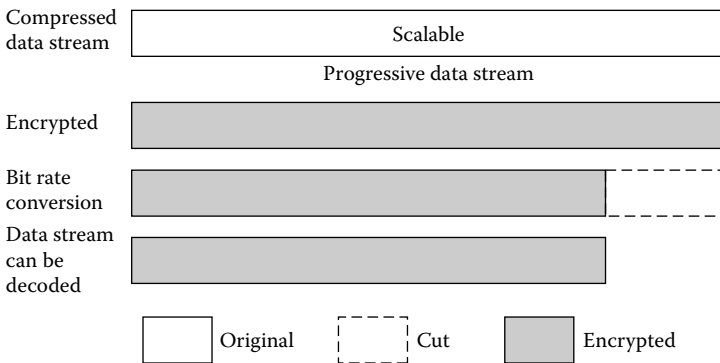 Compressed
data stream
Scalable
Progressive data stream
Encrypted
Bit rate
conversion
Data stream
can be
decoded
Original
Cut
Encrypted